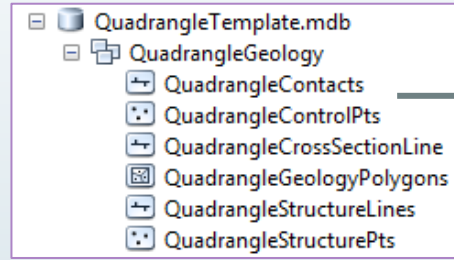 QuadrangleTemplate.mdb
QuadrangleGeology
QuadrangleContacts
QuadrangleControlPts
QuadrangleCrossSectionLine
QuadrangleGeologyPolygons
QuadrangleStructureLines
QuadrangleStructurePts